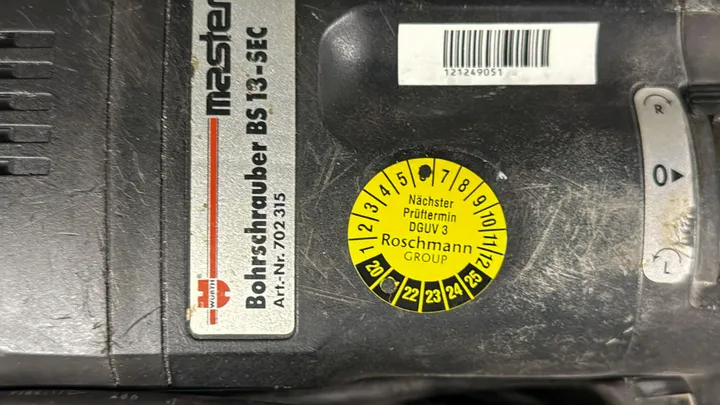 master
Bohrschrauber BS 13-SEC
Art.-Nr. 702 315
WÜRTH
121249051
R
0
L
1 2 3 4 5 7 8 9 10 11 12
Nächster
Prüftermin
DGUV 3
Roschmann
GROUP
20 22 23 24 25